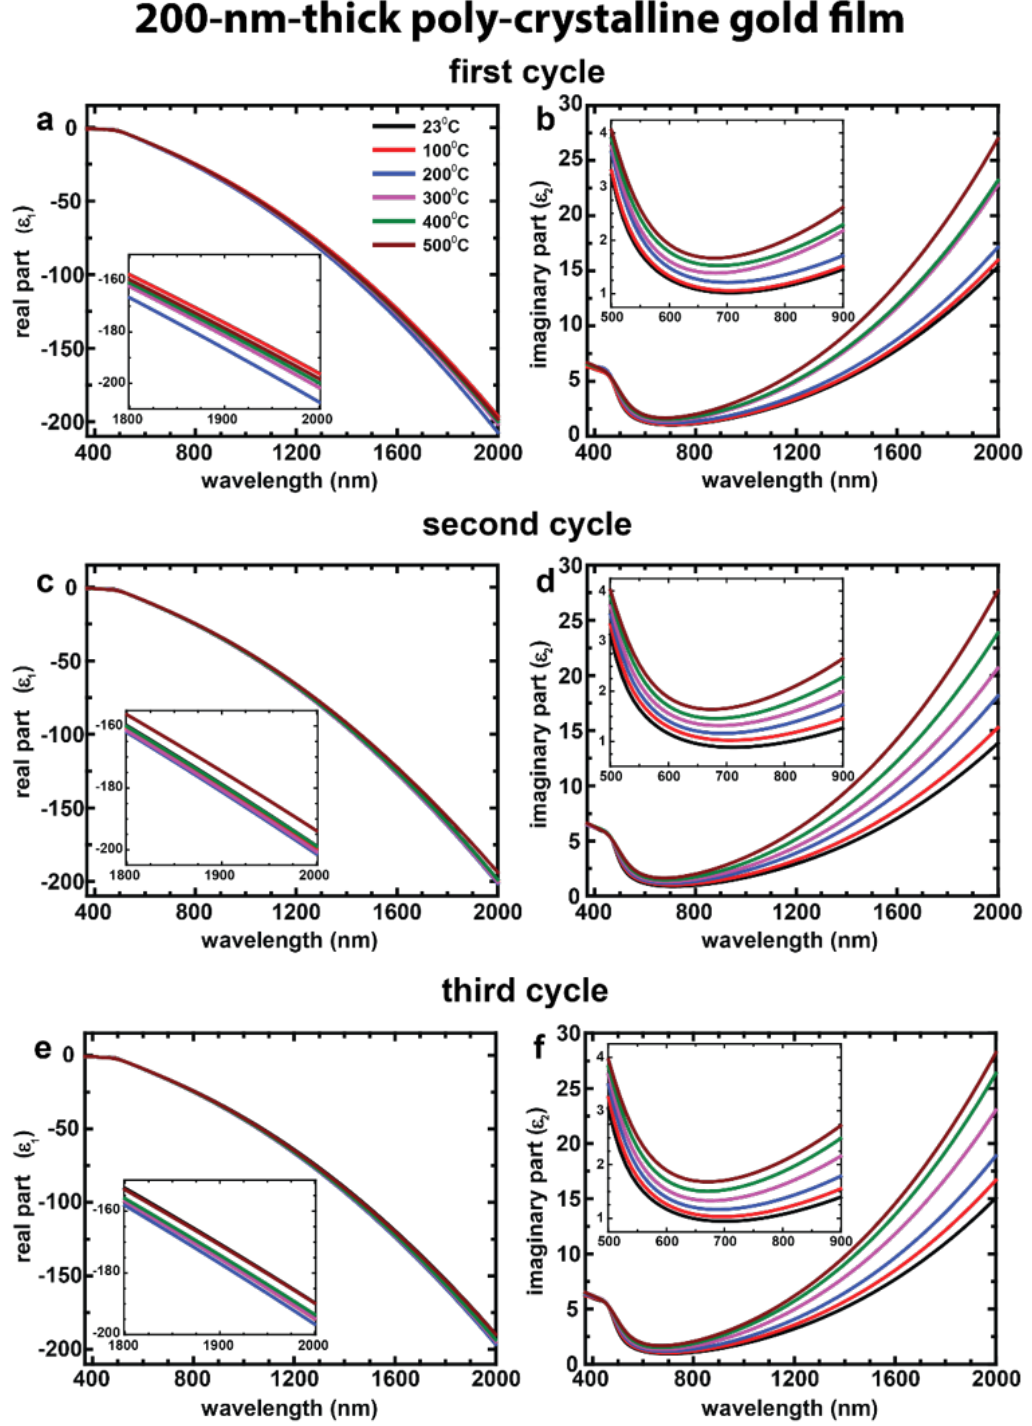 200-nm-thick poly-crystalline gold film
first cycle
a
0
-50
-100
-150
-200
real part (ε₁)
400 800 1200 1600 2000
wavelength (nm)
23⁰C
100⁰C
200⁰C
300⁰C
400⁰C
500⁰C
-160
-180
-200
1800 1900 2000
b
30
25
20
15
10
5
0
imaginary part (ε₂)
400 800 1200 1600 2000
wavelength (nm)
4
3
2
1
500 600 700 800 900
second cycle
c
0
-50
-100
-150
-200
real part (ε₁)
400 800 1200 1600 2000
wavelength (nm)
-160
-180
-200
1800 1900 2000
d
30
25
20
15
10
5
0
imaginary part (ε₂)
400 800 1200 1600 2000
wavelength (nm)
4
3
2
1
500 600 700 800 900
third cycle
e
0
-50
-100
-150
-200
real part (ε₁)
400 800 1200 1600 2000
wavelength (nm)
-160
-180
-200
1800 1900 2000
f
30
25
20
15
10
5
0
imaginary part (ε₂)
400 800 1200 1600 2000
wavelength (nm)
4
3
2
1
500 600 700 800 900